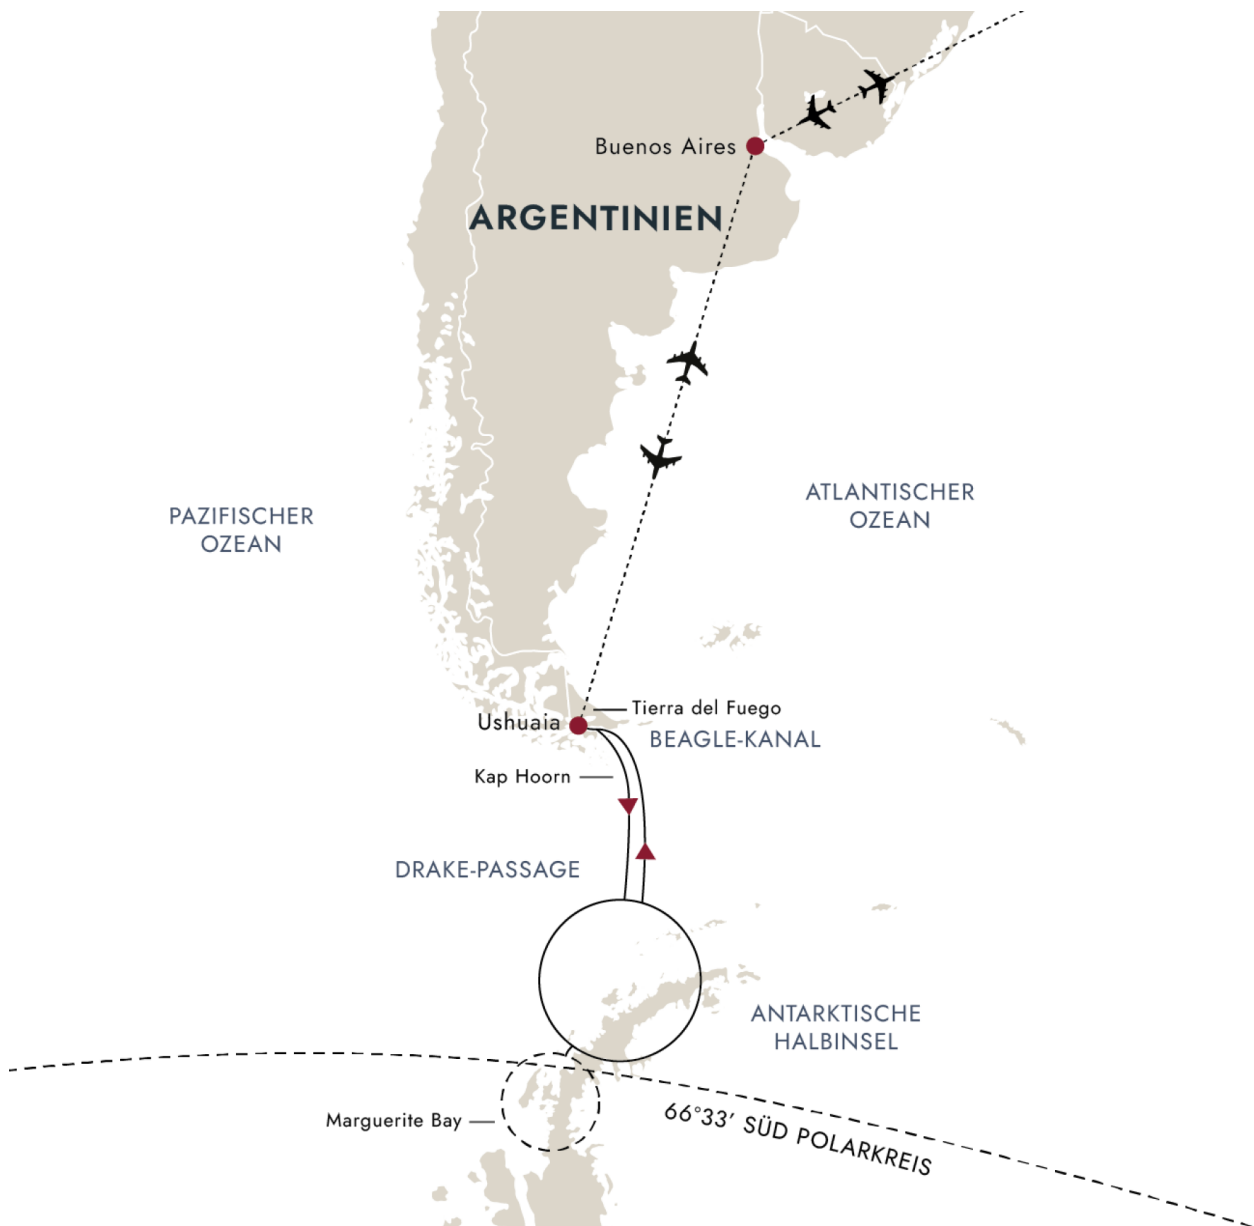 Buenos Aires
ARGENTINIEN
ATLANTISCHER
OZEAN
PAZIFISCHER
OZEAN
Tierra del Fuego
Ushuaia
BEAGLE-KANAL
Kap Hoorn
DRAKE-PASSAGE
ANTARKTISCHE
HALBINSEL
Marguerite Bay
66°33′ SÜD POLARKREIS